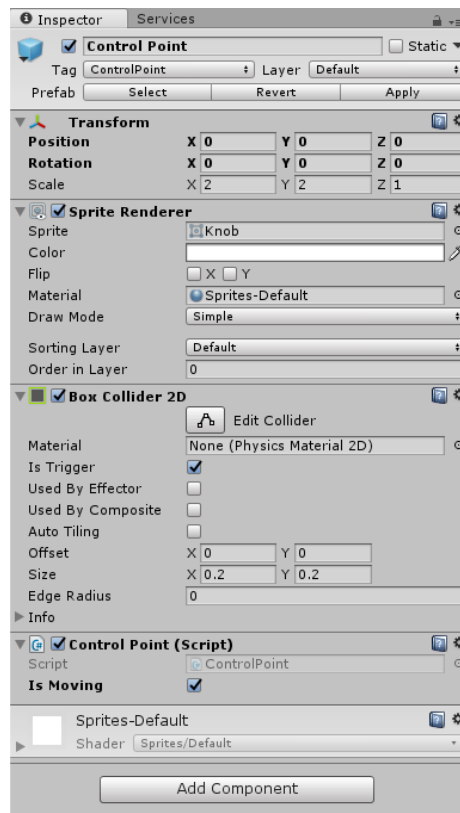 Inspector Services
Control Point Static
Tag ControlPoint Layer Default
Prefab Select Revert Apply
Transform
Position X 0 Y 0 Z 0
Rotation X 0 Y 0 Z 0
Scale X 2 Y 2 Z 1
Sprite Renderer
Sprite Knob
Color
Flip X Y
Material Sprites-Default
Draw Mode Simple
Sorting Layer Default
Order in Layer 0
Box Collider 2D
Edit Collider
Material None (Physics Material 2D)
Is Trigger
Used By Effector
Used By Composite
Auto Tiling
Offset X 0 Y 0
Size X 0.2 Y 0.2
Edge Radius 0
Info
Control Point (Script)
Script ControlPoint
Is Moving
Sprites-Default
Shader Sprites/Default
Add Component